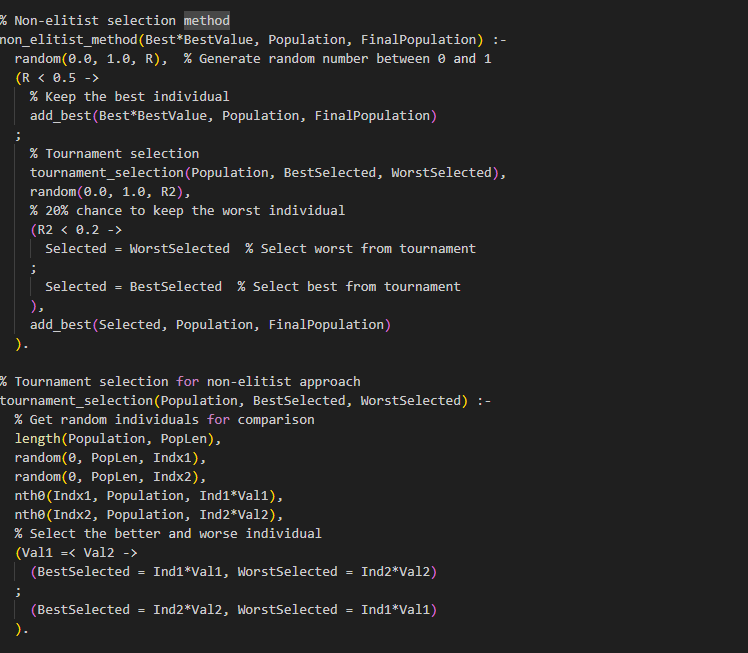 % Non-elitist selection method
non_elitist_method(Best*BestValue, Population, FinalPopulation) :-
random(0.0, 1.0, R),  % Generate random number between 0 and 1
(R < 0.5 ->
% Keep the best individual
add_best(Best*BestValue, Population, FinalPopulation)
;
% Tournament selection
tournament_selection(Population, BestSelected, WorstSelected),
random(0.0, 1.0, R2),
% 20% chance to keep the worst individual
(R2 < 0.2 ->
Selected = WorstSelected  % Select worst from tournament
;
Selected = BestSelected  % Select best from tournament
),
add_best(Selected, Population, FinalPopulation)
).
% Tournament selection for non-elitist approach
tournament_selection(Population, BestSelected, WorstSelected) :-
% Get random individuals for comparison
length(Population, PopLen),
random(0, PopLen, Indx1),
random(0, PopLen, Indx2),
nth0(Indx1, Population, Ind1*Val1),
nth0(Indx2, Population, Ind2*Val2),
% Select the better and worse individual
(Val1 =< Val2 ->
(BestSelected = Ind1*Val1, WorstSelected = Ind2*Val2)
;
(BestSelected = Ind2*Val2, WorstSelected = Ind1*Val1)
).